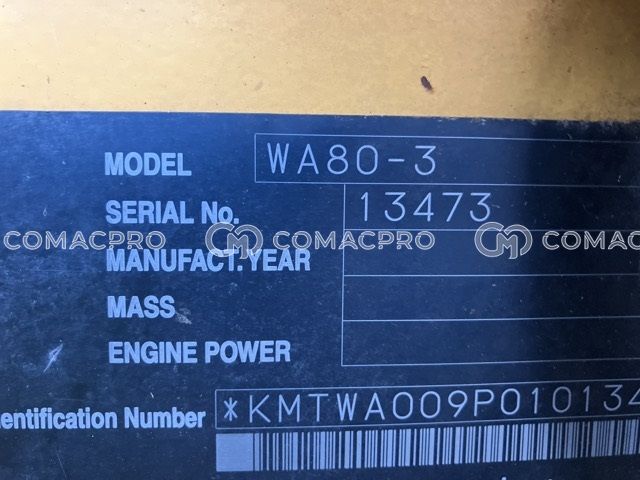 MODEL WA80-3
SERIAL No. 13473
COMACPRO COMACPRO COMACPRO
MANUFACT.YEAR
MASS
ENGINE POWER
entification Number *KMTWA009P010134